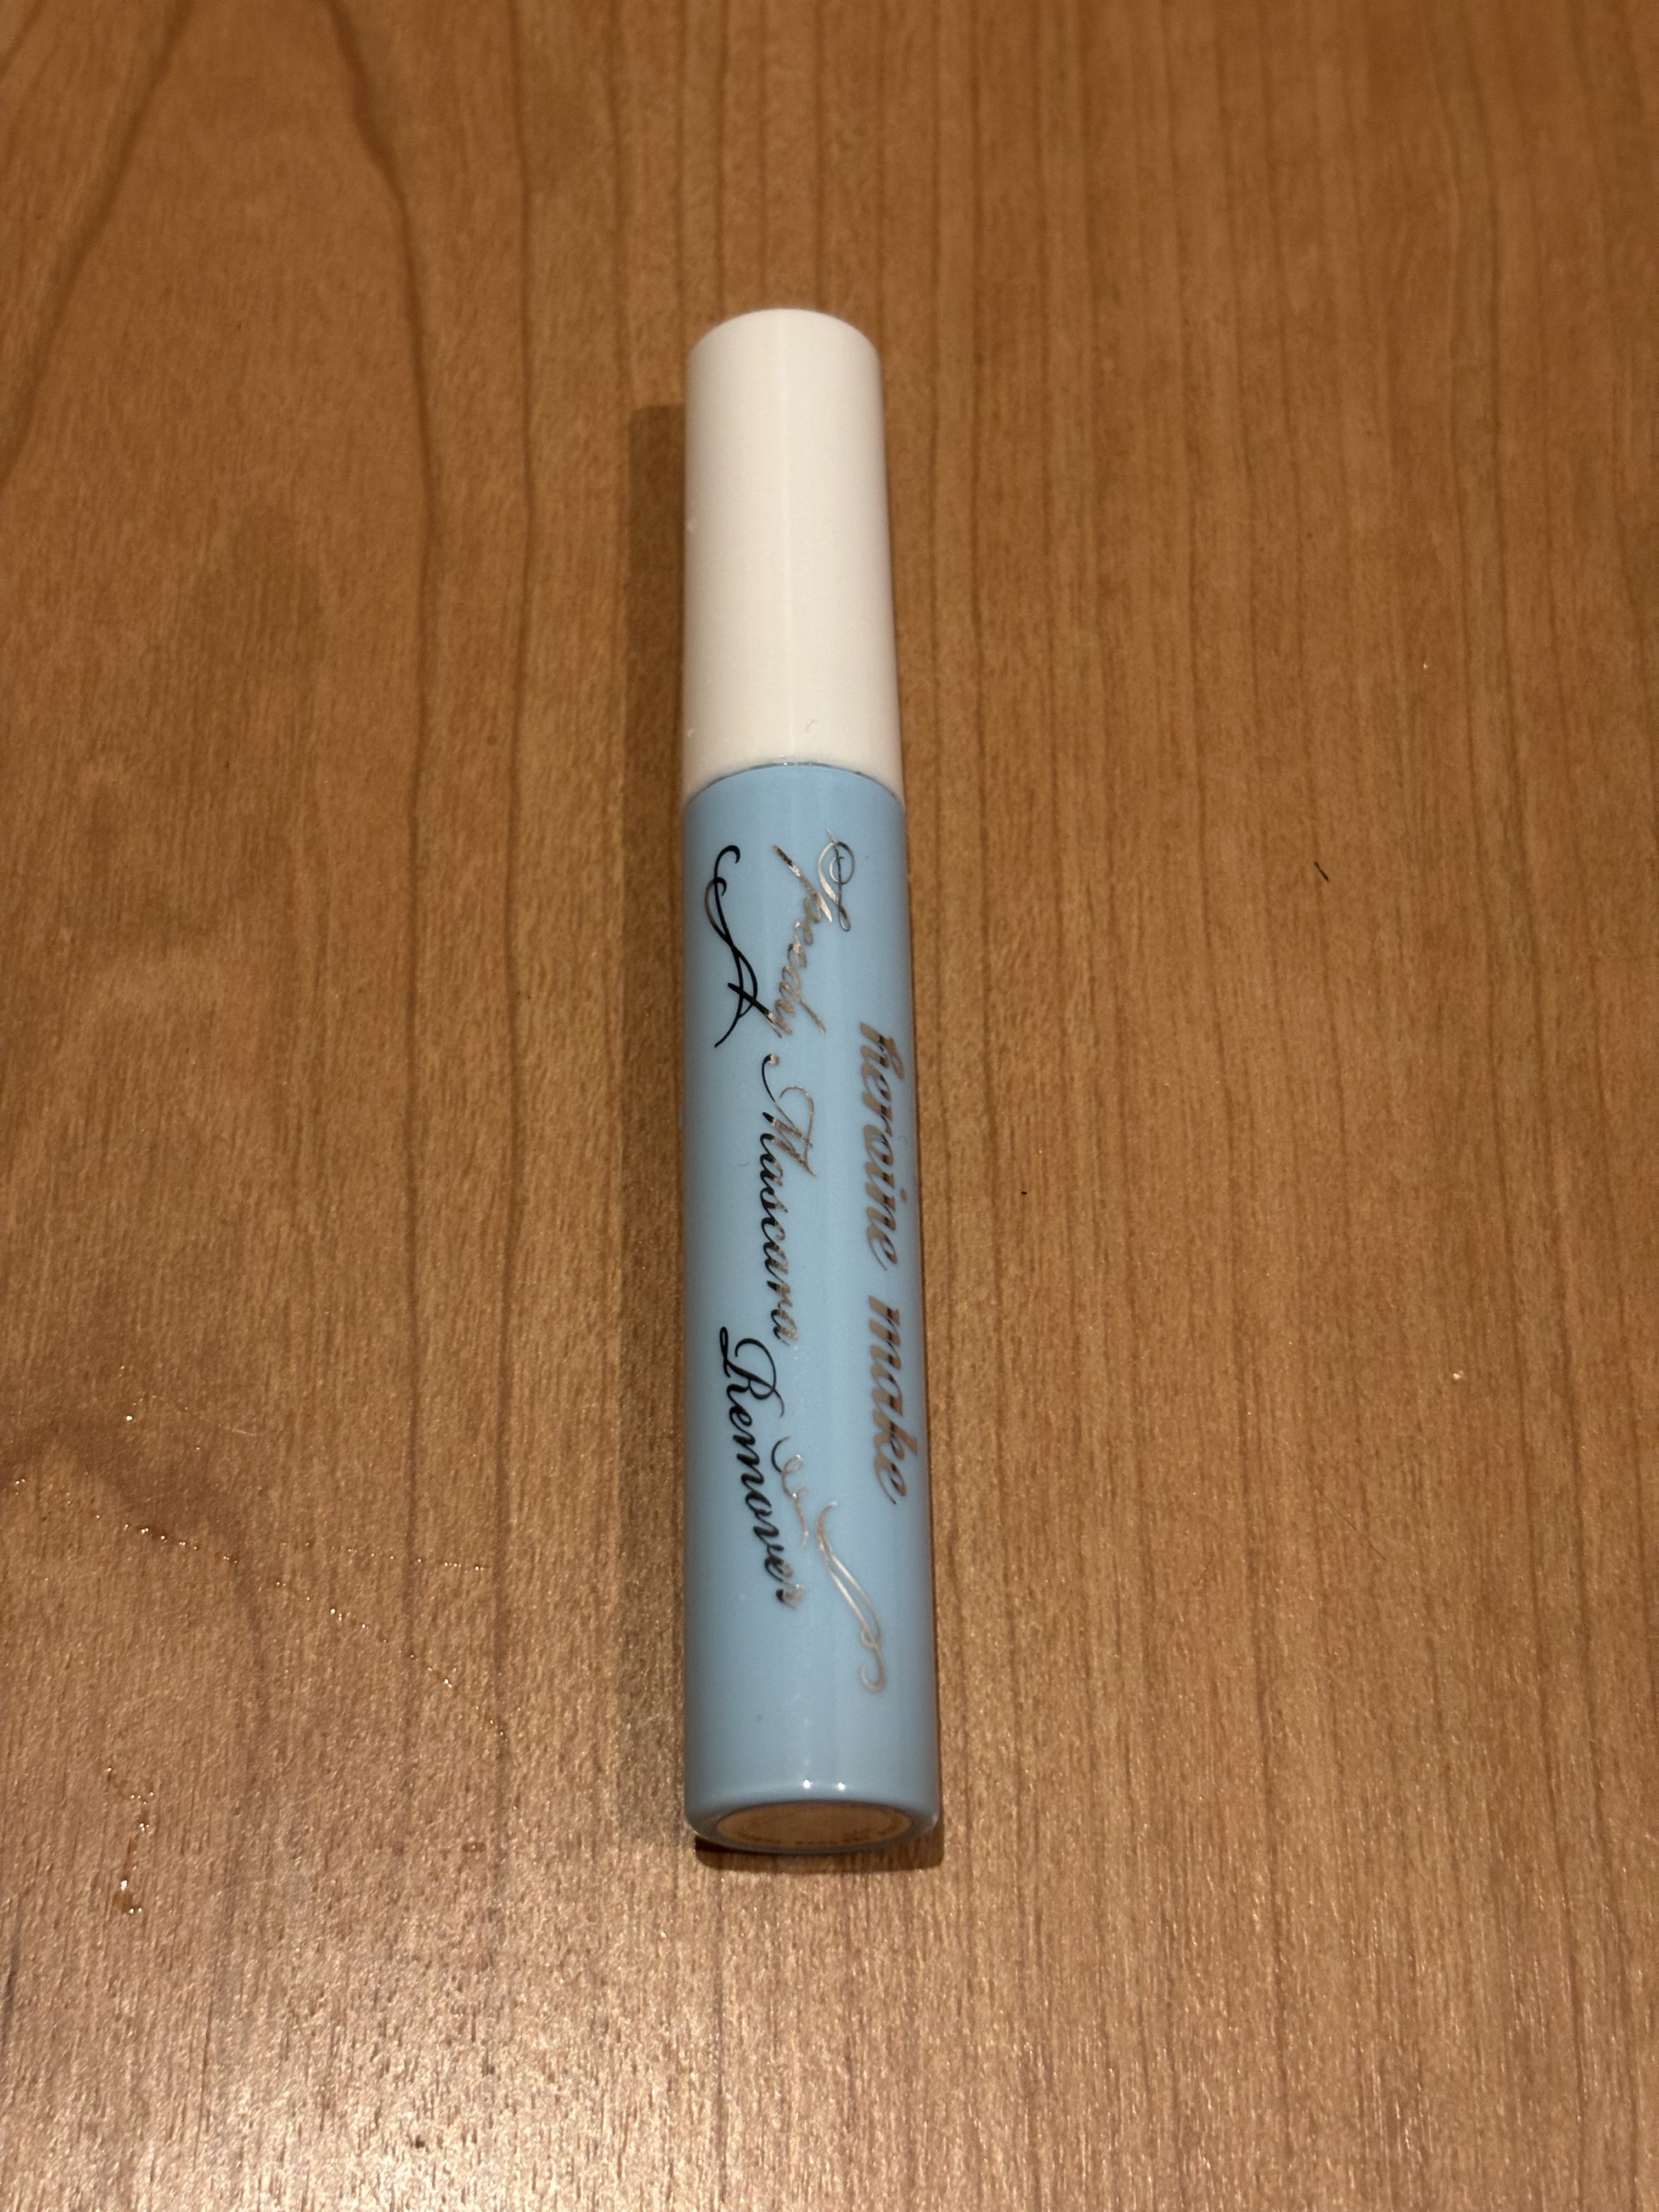 heroine make
Speedy Mascara
Remover